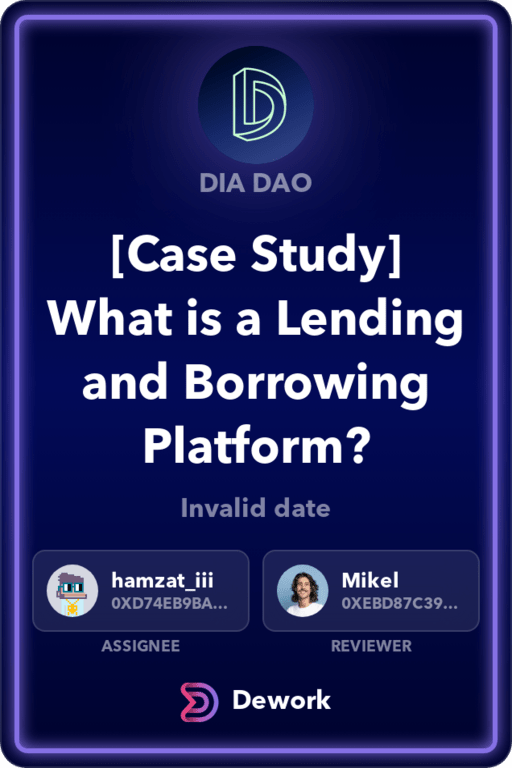 DIA DAO
[Case Study]
What is a Lending
and Borrowing
Platform?
Invalid date
hamzat_iii
0XD74EB9BA...
ASSIGNEE
Mikel
0XEBD87C39...
REVIEWER
Dework